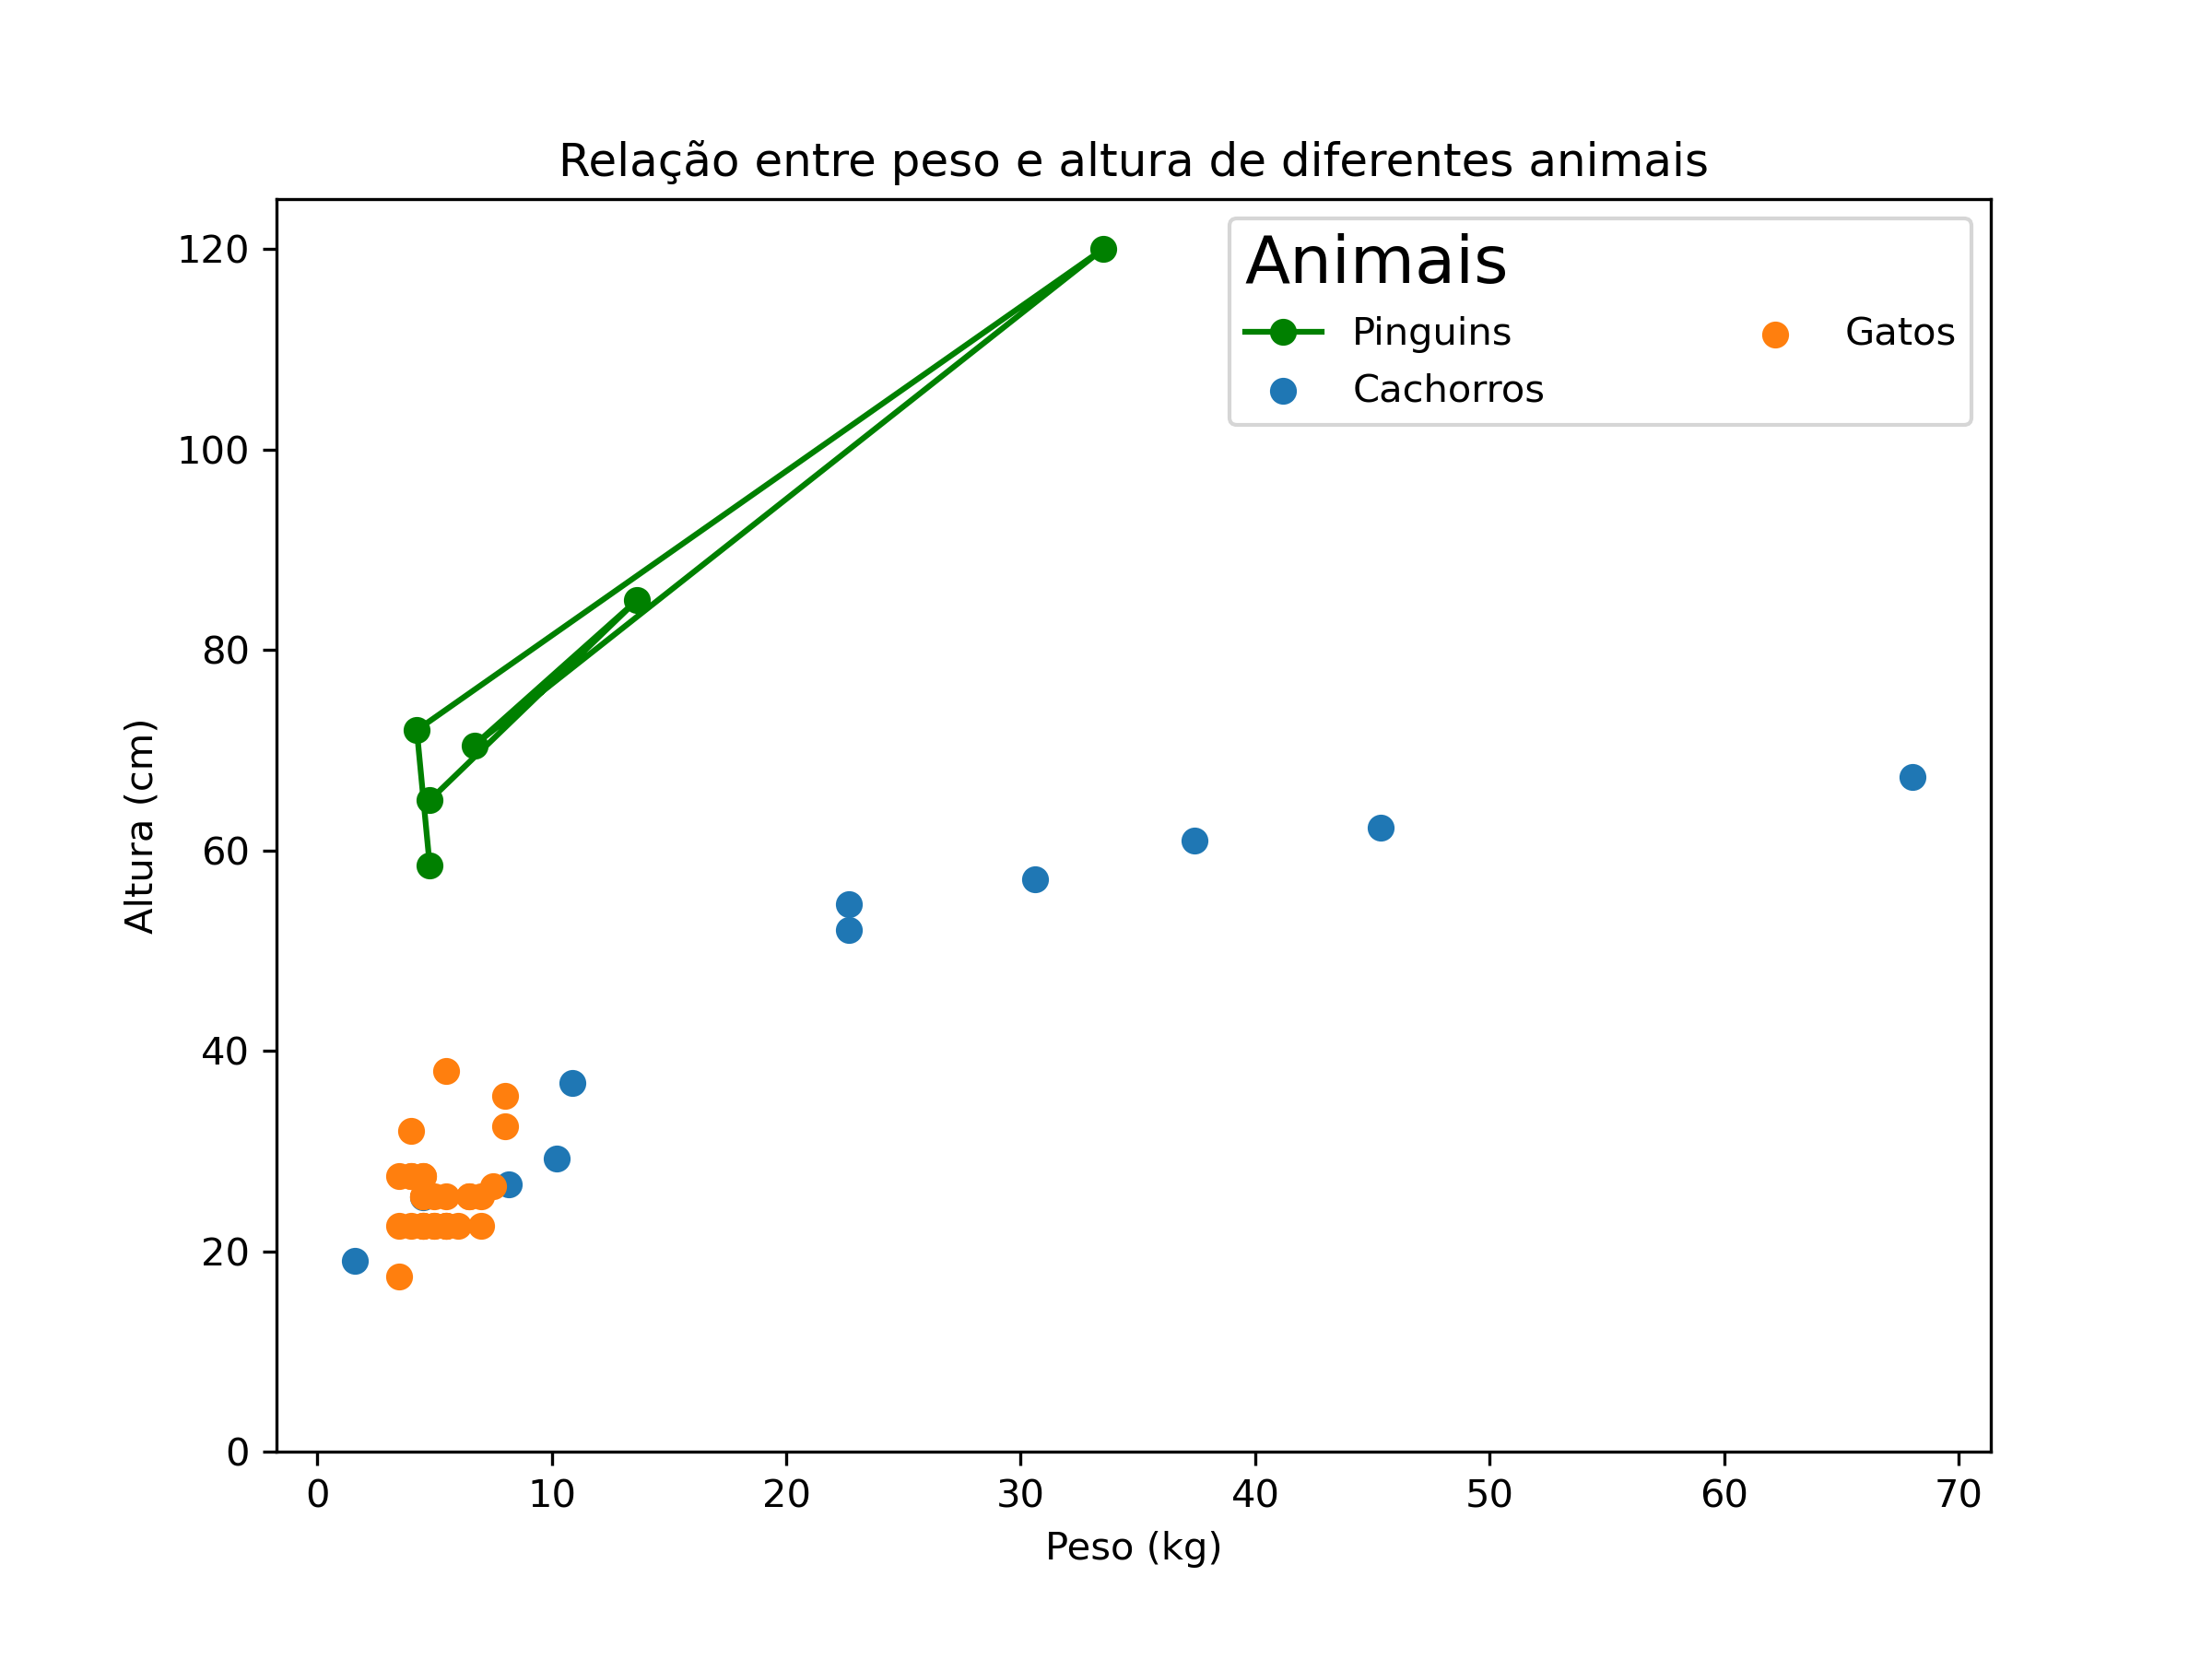 Relação entre peso e altura de diferentes animais
Animais
Pinguins
Cachorros
Gatos
Altura (cm)
120
100
80
60
40
20
0
0 10 20 30 40 50 60 70
Peso (kg)